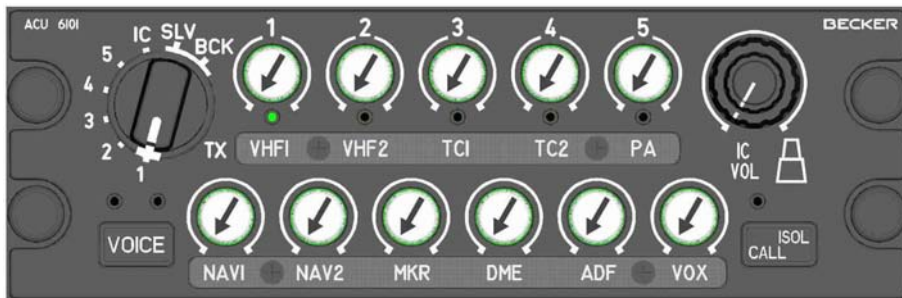 ACU 6101
BECKER
IC SLV BCK
5 4 3 2 1
TX
1 2 3 4 5
VHF1 VHF2 TC1 TC2 PA
IC
VOL
VOICE
NAV1 NAV2 MKR DME ADF VOX
ISOL
CALL